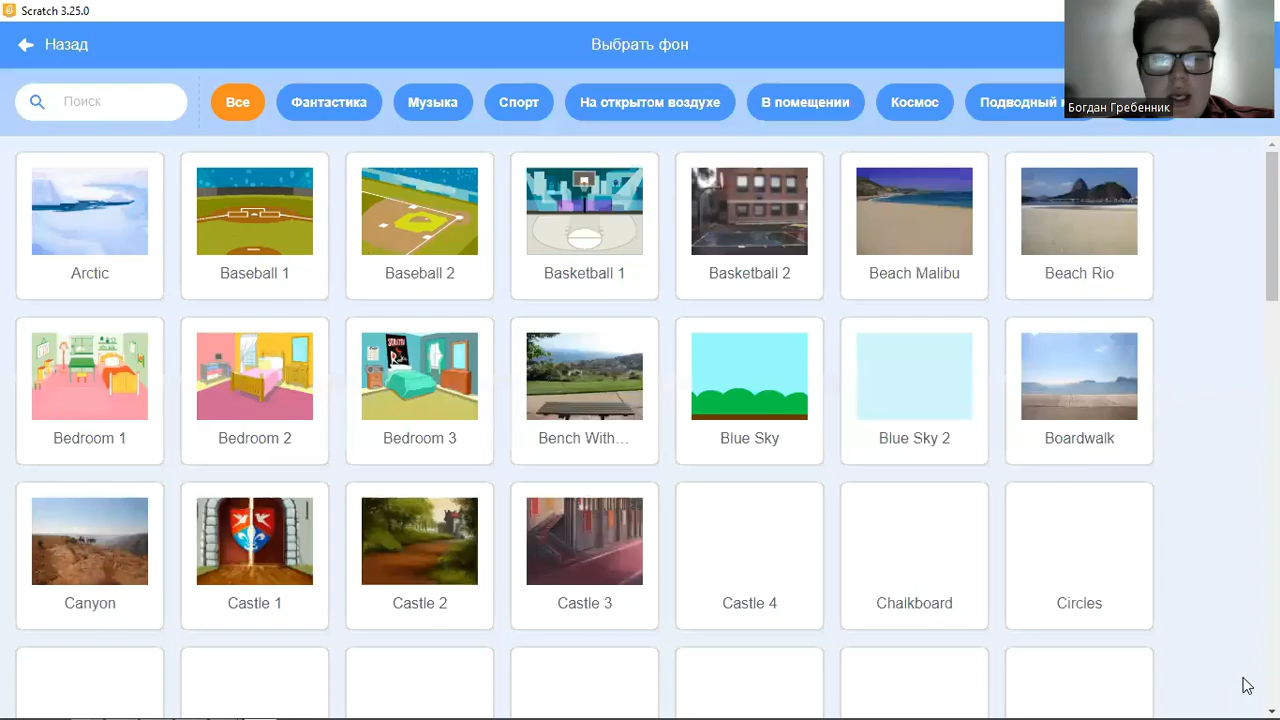 Scratch 3.25.0
Назад
Выбрать фон
Поиск
Все
Фантастика
Музыка
Спорт
На открытом воздухе
В помещении
Космос
Подводный
Богдан Гребенник
Arctic
Baseball 1
Baseball 2
Basketball 1
Basketball 2
Beach Malibu
Beach Rio
Bedroom 1
Bedroom 2
Bedroom 3
Bench With...
Blue Sky
Blue Sky 2
Boardwalk
Canyon
Castle 1
Castle 2
Castle 3
Castle 4
Chalkboard
Circles